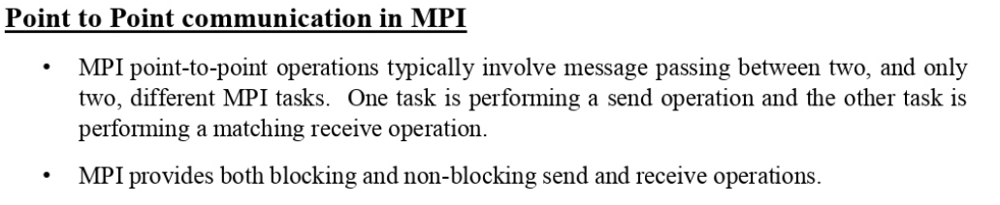 Point to Point communication in MPI
• MPI point-to-point operations typically involve message passing between two, and only
two, different MPI tasks. One task is performing a send operation and the other task is
performing a matching receive operation.
• MPI provides both blocking and non-blocking send and receive operations.